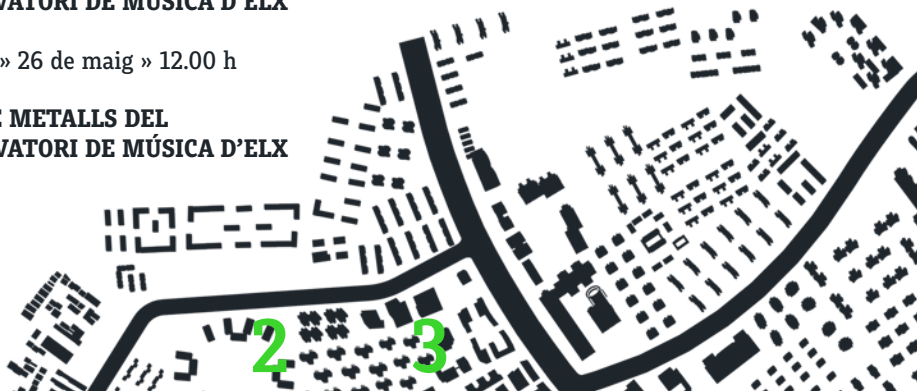 VATORI DE MÚSICA D'ELX
» 26 de maig » 12.00 h
METALLS DEL
VATORI DE MÚSICA D’ELX
2
3